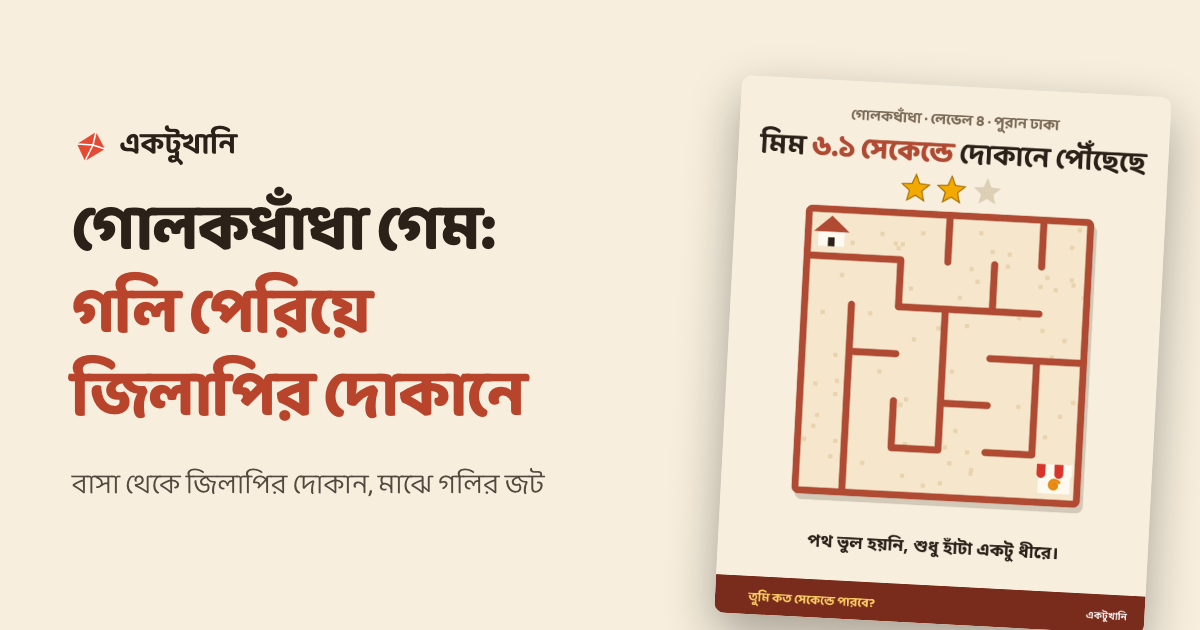 একটুখানি
গোলকধাঁধা গেম:
গলি পেরিয়ে
জিলাপির দোকানে
বাসা থেকে জিলাপির দোকান, মাঝে গলির জট
গোলকধাঁধা · লেভেল ৪ · পুরান ঢাকা
মিম ৬.১ সেকেন্ডে দোকানে পৌঁছেছে
পথ ভুল হয়নি, শুধু হাঁটা একটু ধীরে।
তুমি কত সেকেন্ডে পারবে?
একটুখানি